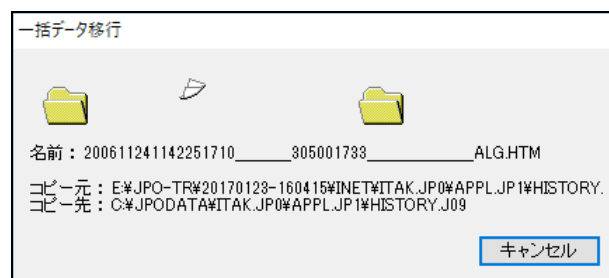 一括データ移行
名前：200611241142251710______305001733____________ALG.HTM
コピー元：E:¥JPO-TR¥20170123-160415¥INET¥ITAK.JP0¥APPL.JP1¥HISTORY.
コピー先：C:¥JPODATA¥ITAK.JP0¥APPL.JP1¥HISTORY.J09
キャンセル